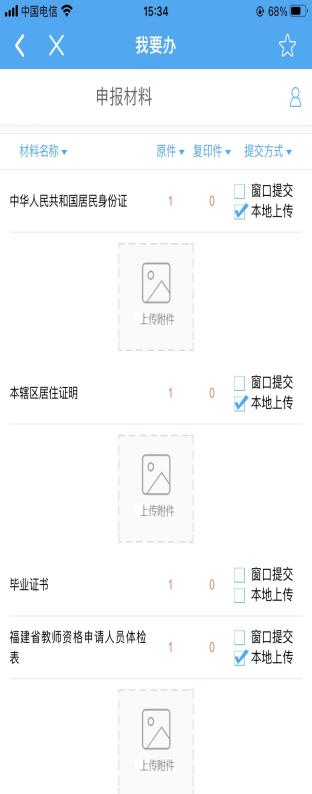 中国电信 15:34 68%
我要办
申报材料
材料名称 原件 复印件 提交方式
中华人民共和国居民身份证 1 0 窗口提交
本地上传
上传附件
本辖区居住证明 1 0 窗口提交
本地上传
上传附件
毕业证书 1 0 窗口提交
本地上传
福建省教师资格申请人员体检 窗口提交
表 1 0 本地上传
上传附件